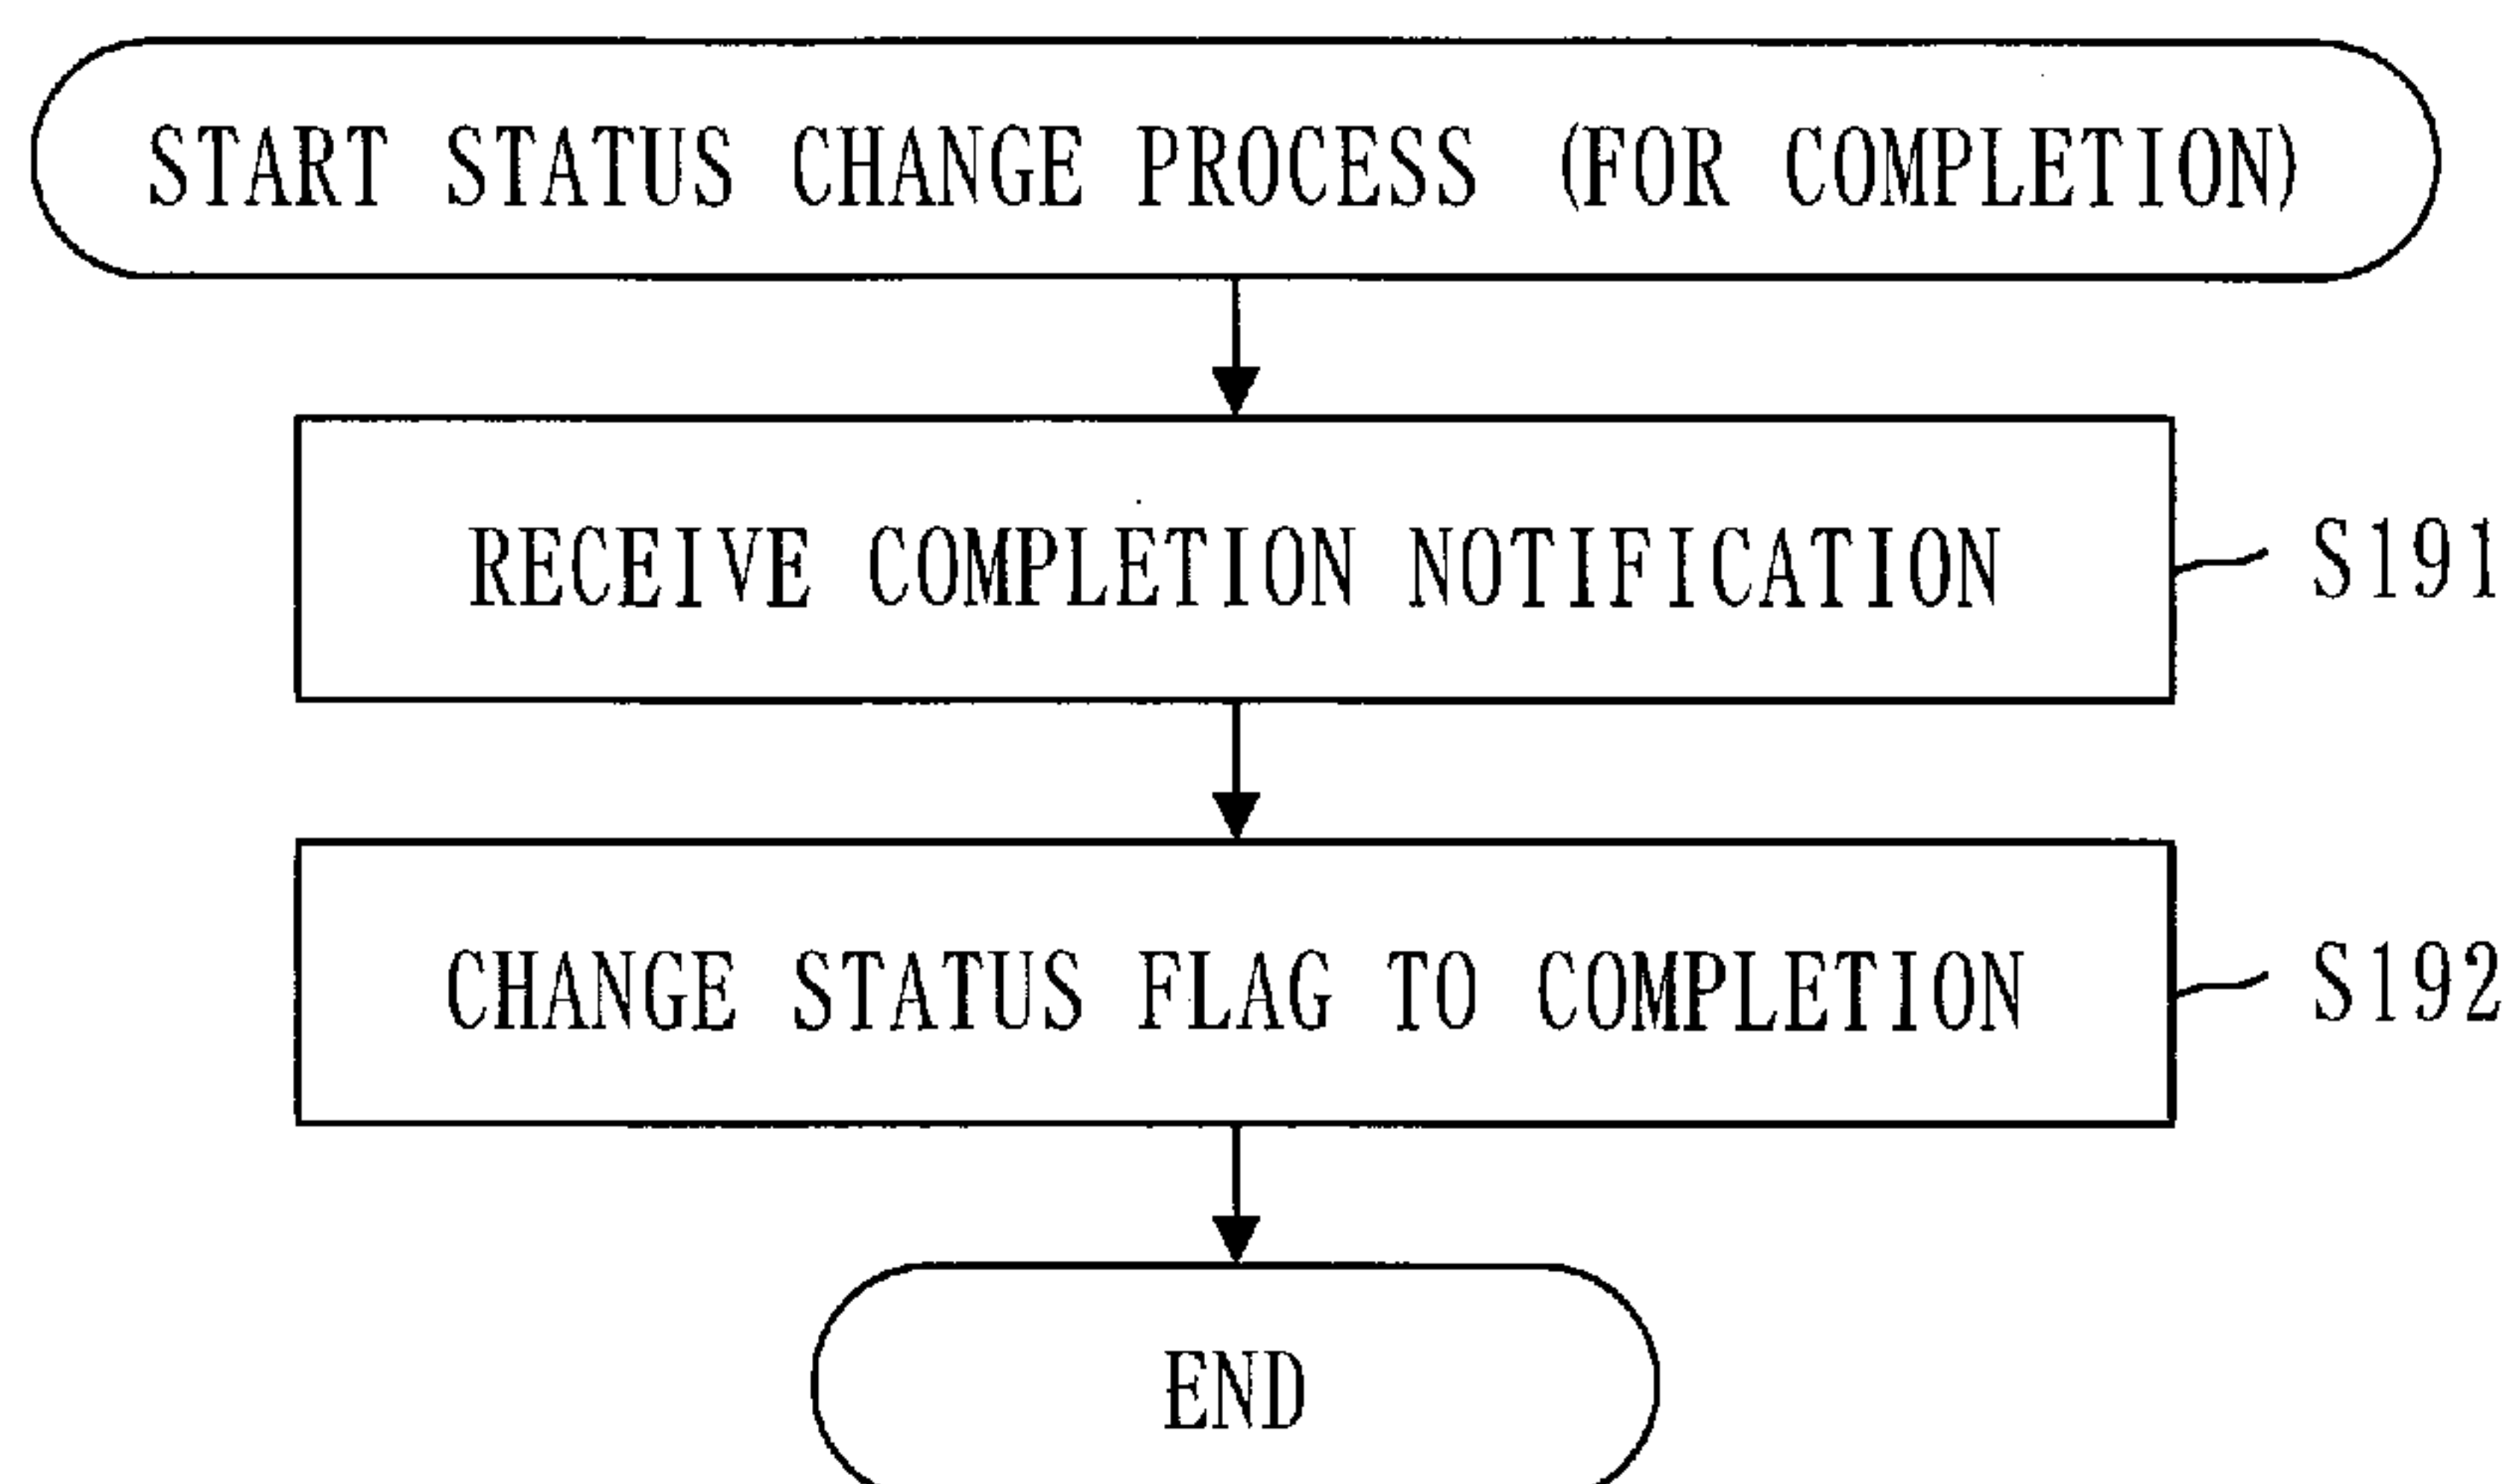 START STATUS CHANGE PROCESS (FOR COMPLETION)
RECEIVE COMPLETION NOTIFICATION
S191
CHANGE STATUS FLAG TO COMPLETION
S192
END